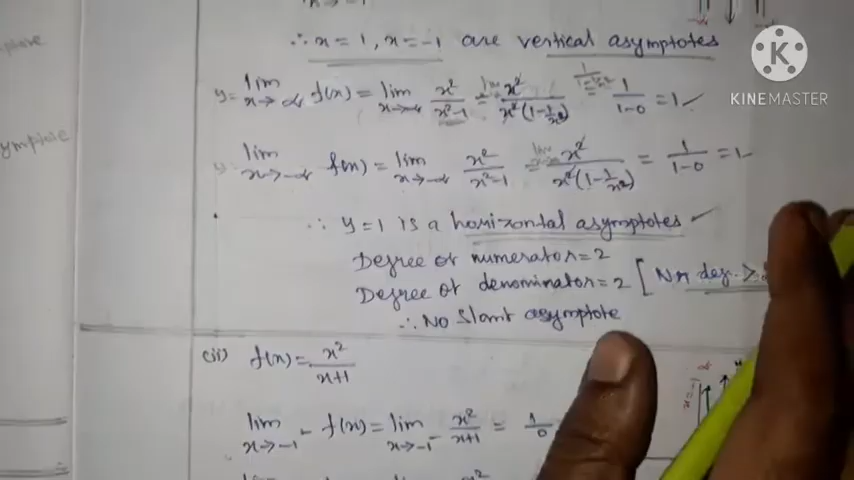 ∴ x = 1, x = -1 are vertical asymptotes
KINEMASTER
y = lim x→∝ f(x) = lim x→∝ x²/(x²-1) = lim x²/(x²(1-1/x²)) = 1/(1-0) = 1
lim x→-∝ f(x) = lim x→-∝ x²/(x²-1) = x²/(x²(1-1/x²)) = 1/(1-0) = 1
ymptote
∴ y = 1 is a horizontal asymptotes
Degree of numerator = 2
Degree of denominator = 2 [Nr deg. >
∴ No Slant asymptote
(ii) f(x) = x²/(x+1)
lim x→-1⁻ f(x) = lim x→-1⁻ x²/(x+1) = 1/0